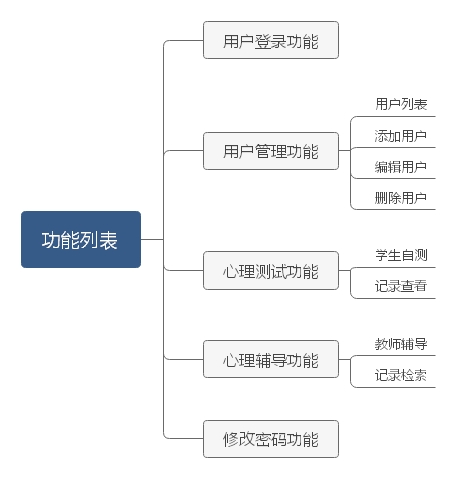 功能列表
用户登录功能
用户管理功能
用户列表
添加用户
编辑用户
删除用户
心理测试功能
学生自测
记录查看
心理辅导功能
教师辅导
记录检索
修改密码功能